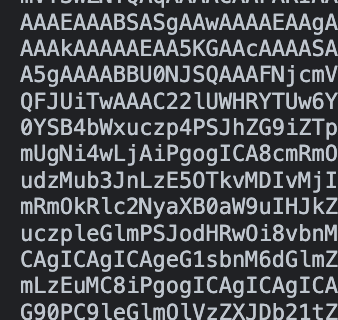 AAAEAAABSASgAAwAAAAEAAgA
AAAkAAAAAEAA5KGAAcAAAASA
A5gAAAABBU0NJSQAAAFNjcmV
QFJUiTwAAAC22lUWHRYTUw6Y
0YSB4bWxuczp4PSJhZG9iZTp
mUgNi4wLjAiPgogICA8cmRmO
udzMub3JnLzE5OTkvMDIvMjI
mRmOkRlc2NyaXB0aW9uIHJkZ
uczpleGlmPSJodHRwOi8vbnM
CAgICAgICAgeG1sbnM6dGlmZ
mLzEuMC8iPgogICAgICAgICA
G90PC9leGlmOlVzZXJDb21tZ